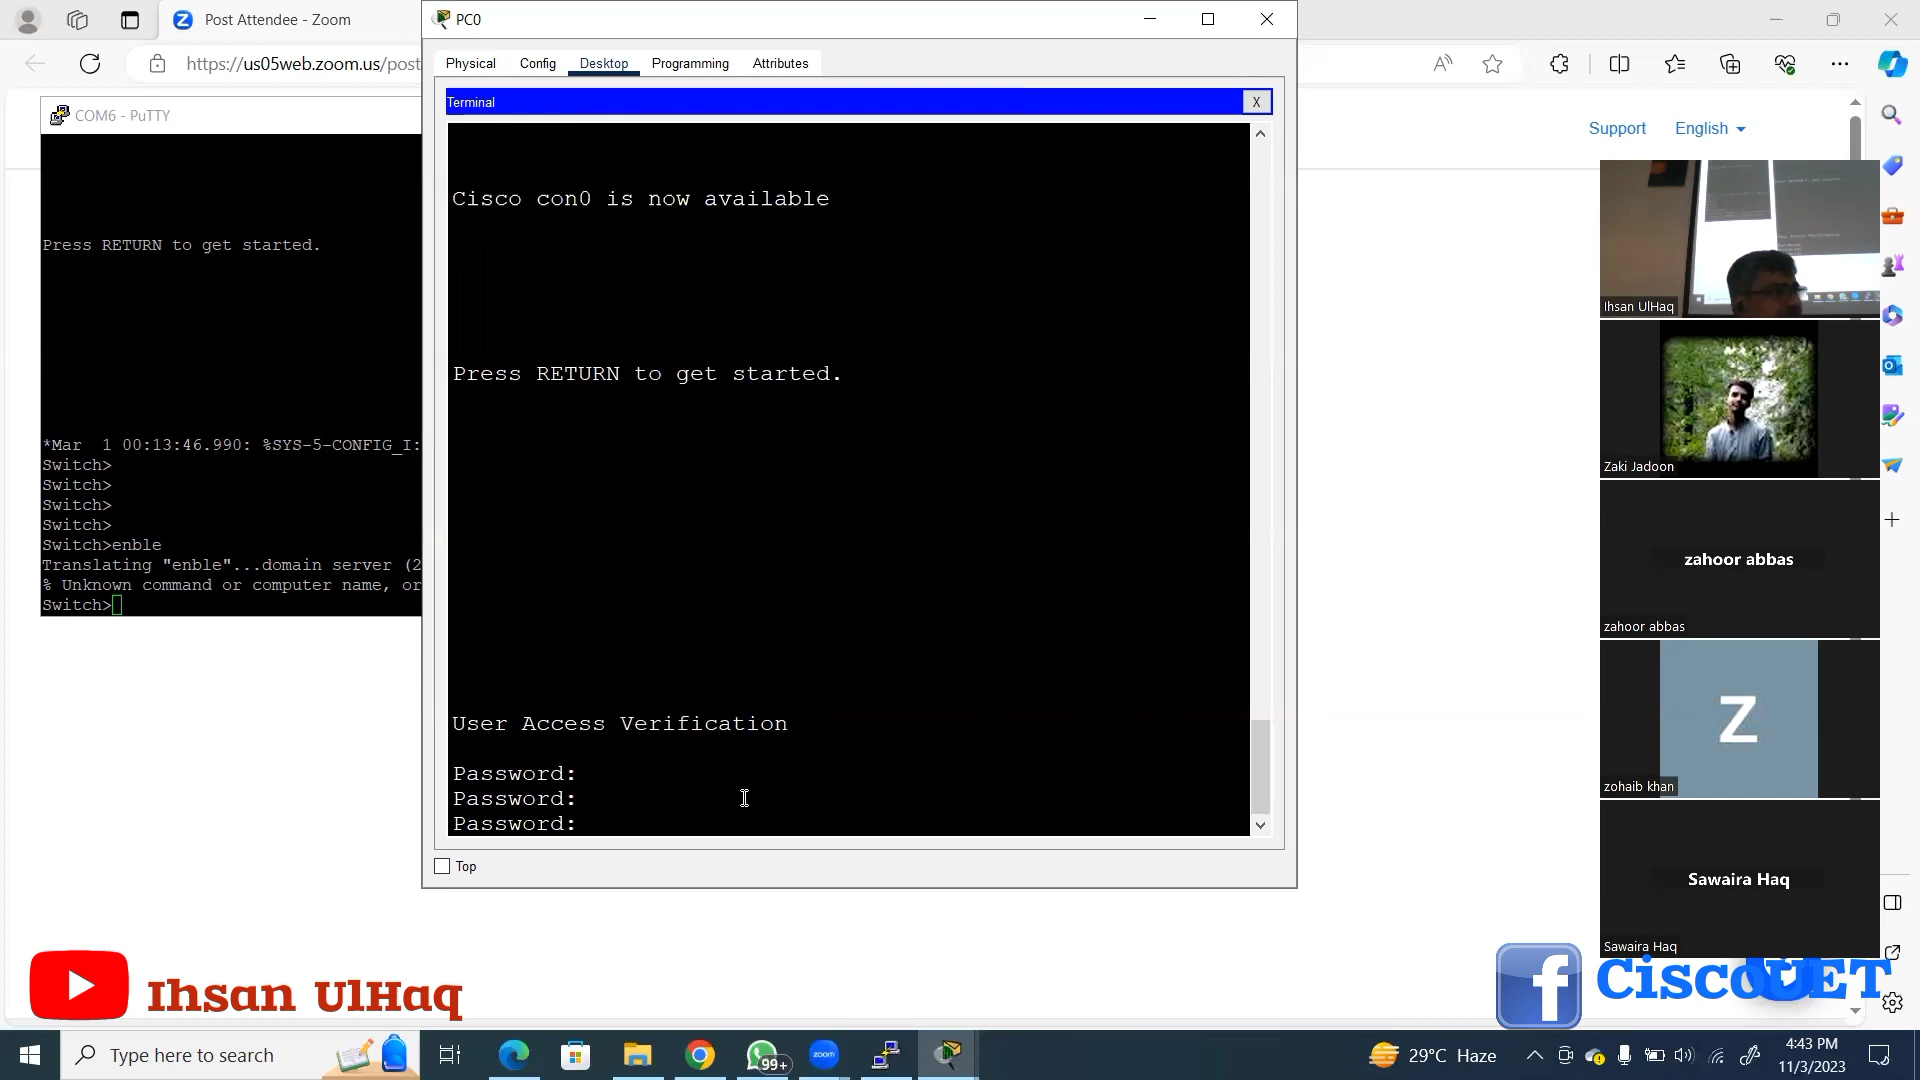 Post Attendee - Zoom
https://us05web.zoom.us/post
Support
English
COM6 - PuTTY
Press RETURN to get started.
*Mar  1 00:13:46.990: %SYS-5-CONFIG_I:
Switch>
Switch>
Switch>
Switch>
Switch>enble
Translating "enble"...domain server (2
% Unknown command or computer name, or
Switch>
PC0
Physical
Config
Desktop
Programming
Attributes
Terminal
X
Cisco con0 is now available
Press RETURN to get started.
User Access Verification
Password:
Password:
Password:
Top
Ihsan UlHaq
Zaki Jadoon
zahoor abbas
zahoor abbas
Z
zohaib khan
Sawaira Haq
Sawaira Haq
Ihsan UlHaq
f
CiscoUET
Type here to search
99+
zoom
29°C Haze
4:43 PM
11/3/2023